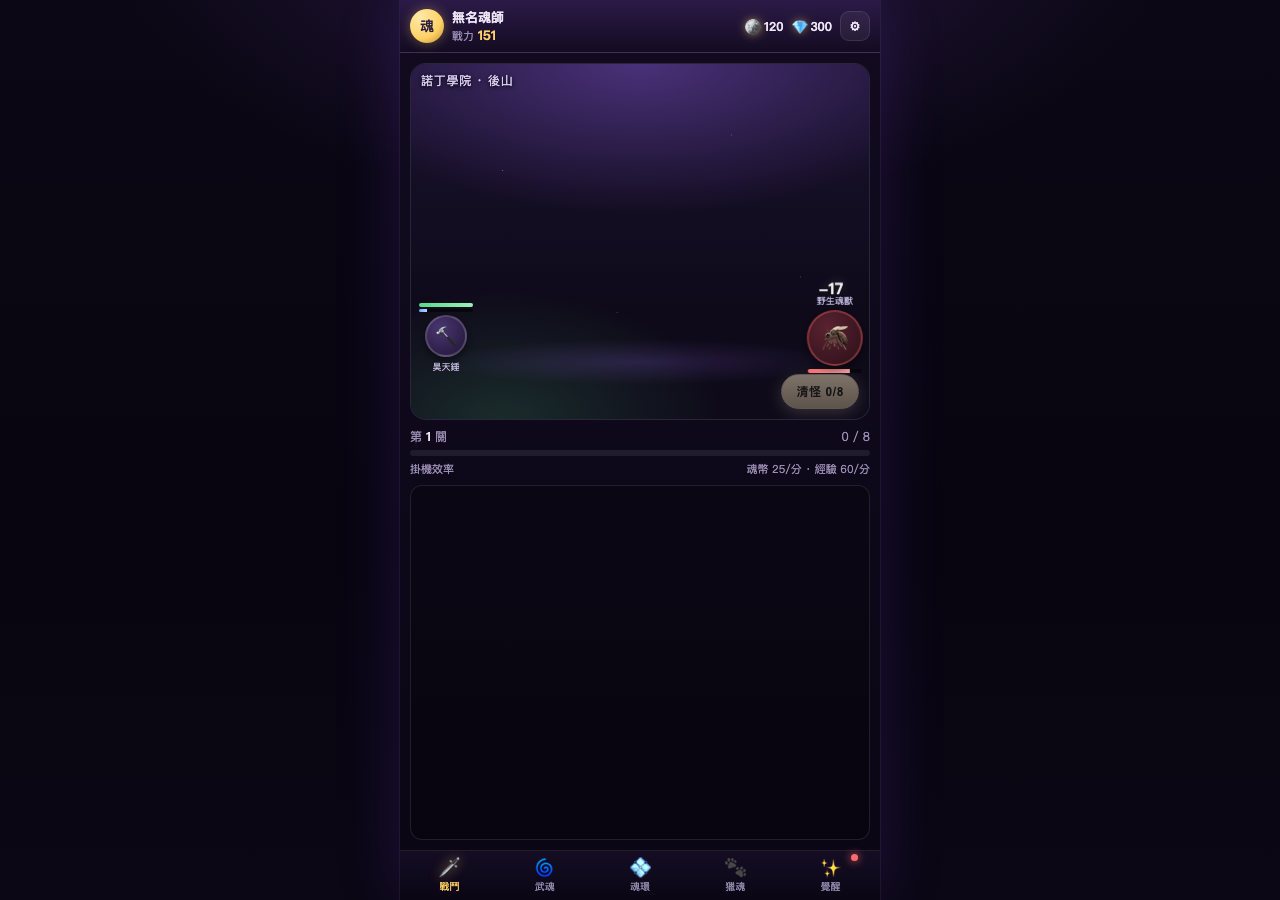 魂
無名魂師
戰力 151
120
300
諾丁學院 · 後山
-17
野生魂獸
昊天錘
清怪 0/8
第 1 關
0 / 8
掛機效率
魂幣 25/分 · 經驗 60/分
戰鬥
武魂
魂環
獵魂
覺醒